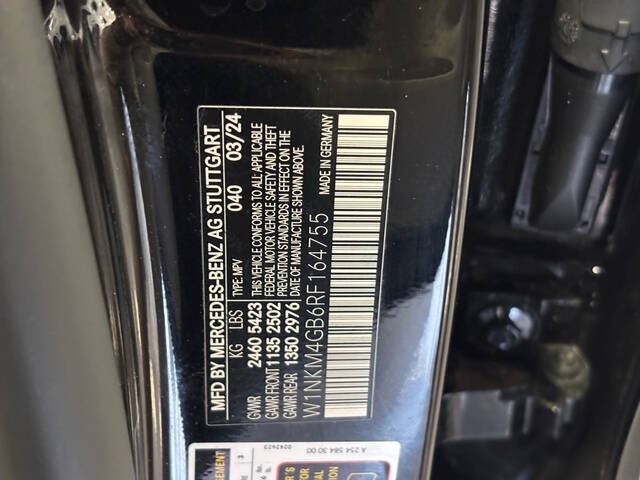 MFD BY MERCEDES-BENZ AG STUTTGART
TYPE: MPV 040 03/24
KG LBS
GVWR 2460 5423
GAWR FRONT 1135 2502
GAWR REAR 1350 2976
THIS VEHICLE CONFORMS TO ALL APPLICABLE
FEDERAL MOTOR VEHICLE SAFETY AND THEFT
PREVENTION STANDARDS IN EFFECT ON THE
DATE OF MANUFACTURE SHOWN ABOVE.
W1NKM4GB6RF164755
MADE IN GERMANY
A 254 584 30 00